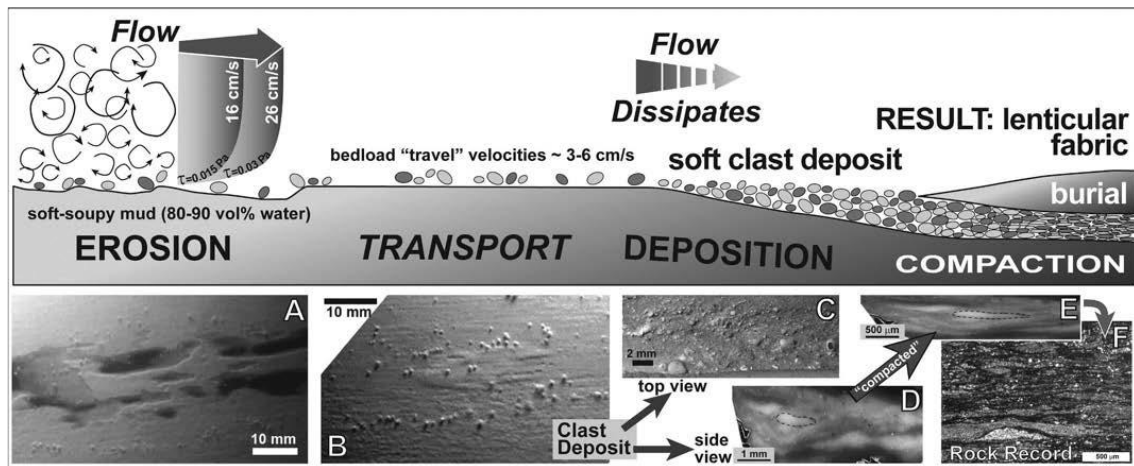 Flow
16 cm/s
26 cm/s
τ=0.015 Pa
τ=0.03 Pa
Flow
Dissipates
bedload “travel” velocities ~ 3-6 cm/s
soft clast deposit
RESULT: lenticular
fabric
burial
soft-soupy mud (80-90 vol% water)
EROSION
TRANSPORT
DEPOSITION
COMPACTION
A
10 mm
10 mm
B
C
2 mm
top view
Clast
Deposit
side
view
D
1 mm
"compacted"
E
500 μm
F
Rock Record
500 μm